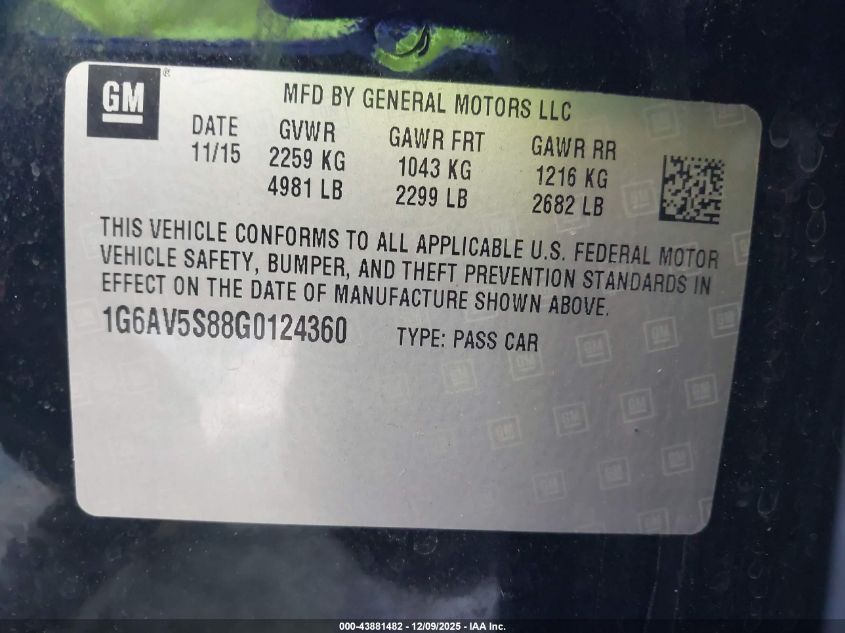 GM®
MFD BY GENERAL MOTORS LLC
DATE GVWR GAWR FRT GAWR RR
11/15 2259 KG 1043 KG 1216 KG
4981 LB 2299 LB 2682 LB
THIS VEHICLE CONFORMS TO ALL APPLICABLE U.S. FEDERAL MOTOR
VEHICLE SAFETY, BUMPER, AND THEFT PREVENTION STANDARDS IN
EFFECT ON THE DATE OF MANUFACTURE SHOWN ABOVE.
1G6AV5S88G0124360 TYPE: PASS CAR
000-43881482 - 12/09/2025 - IAA Inc.